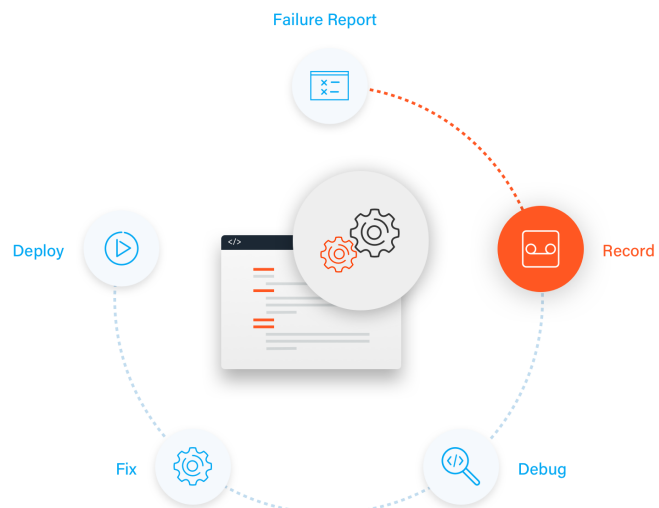 Failure Report
Deploy
</>
Record
Fix
</>
Debug